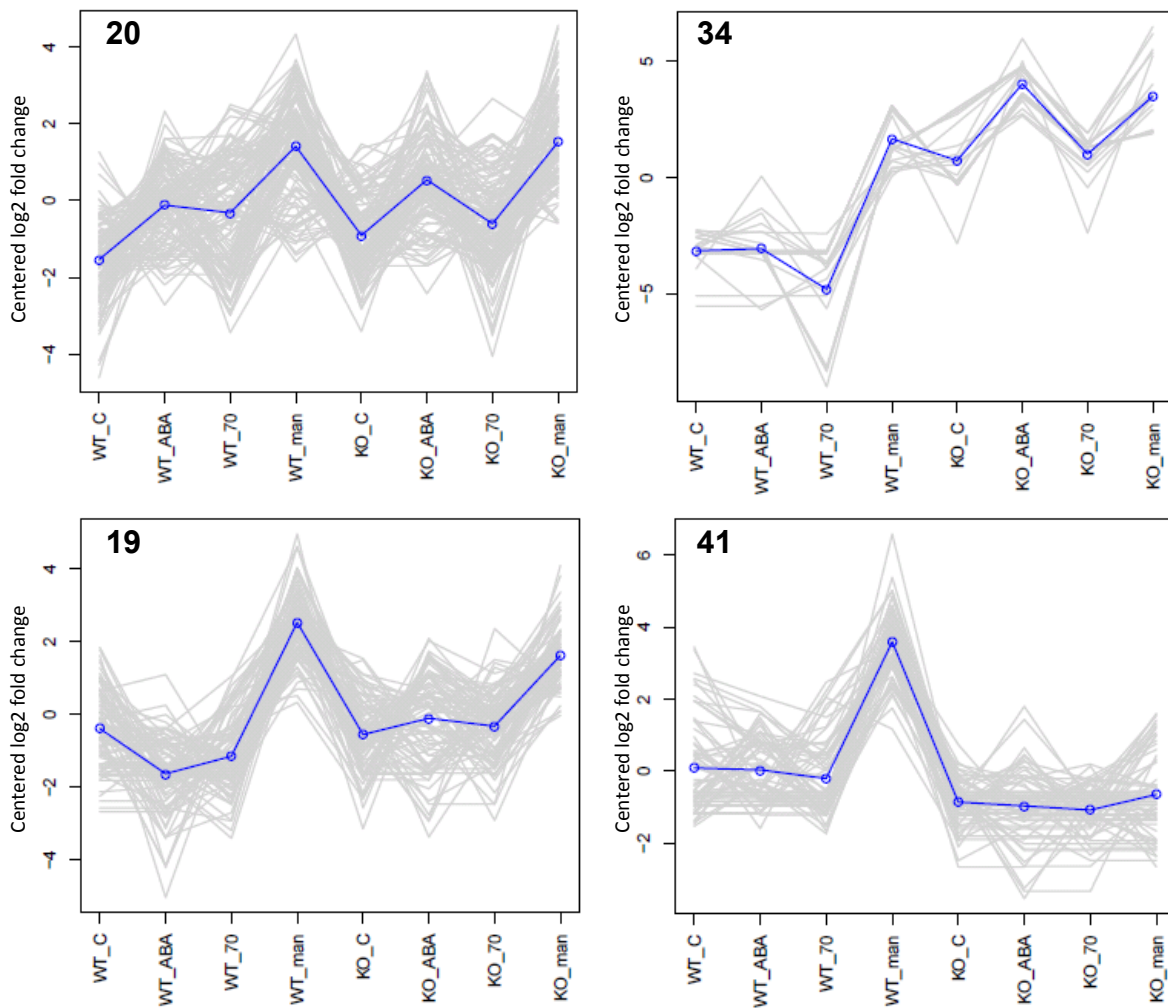 20
Centered log2 fold change
4
2
0
−2
−4
WT_C
WT_ABA
WT_70
WT_man
KO_C
KO_ABA
KO_70
KO_man
34
Centered log2 fold change
5
0
−5
WT_C
WT_ABA
WT_70
WT_man
KO_C
KO_ABA
KO_70
KO_man
19
Centered log2 fold change
4
2
0
−2
−4
WT_C
WT_ABA
WT_70
WT_man
KO_C
KO_ABA
KO_70
KO_man
41
Centered log2 fold change
6
4
2
0
−2
WT_C
WT_ABA
WT_70
WT_man
KO_C
KO_ABA
KO_70
KO_man